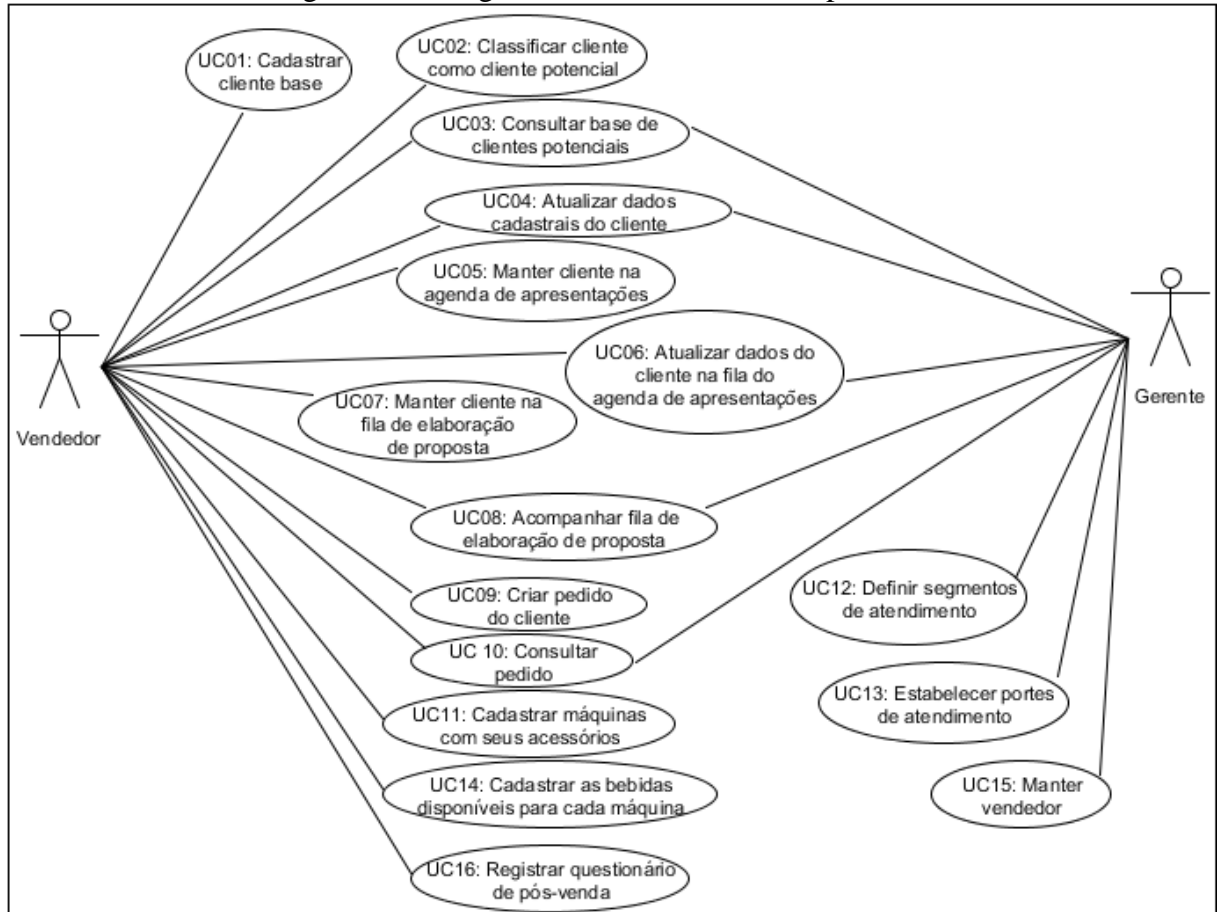 UC01: Cadastrar
cliente base
UC02: Classificar cliente
como cliente potencial
UC03: Consultar base de
clientes potenciais
UC04: Atualizar dados
cadastrais do cliente
UC05: Manter cliente na
agenda de apresentações
UC06: Atualizar dados do
cliente na fila do
agenda de apresentações
Vendedor
Gerente
UC07: Manter cliente na
fila de elaboração
de proposta
UC08: Acompanhar fila de
elaboração de proposta
UC09: Criar pedido
do cliente
UC 10: Consultar
pedido
UC11: Cadastrar máquinas
com seus acessórios
UC12: Definir segmentos
de atendimento
UC13: Estabelecer portes
de atendimento
UC14: Cadastrar as bebidas
disponíveis para cada máquina
UC15: Manter
vendedor
UC16: Registrar questionário
de pós-venda